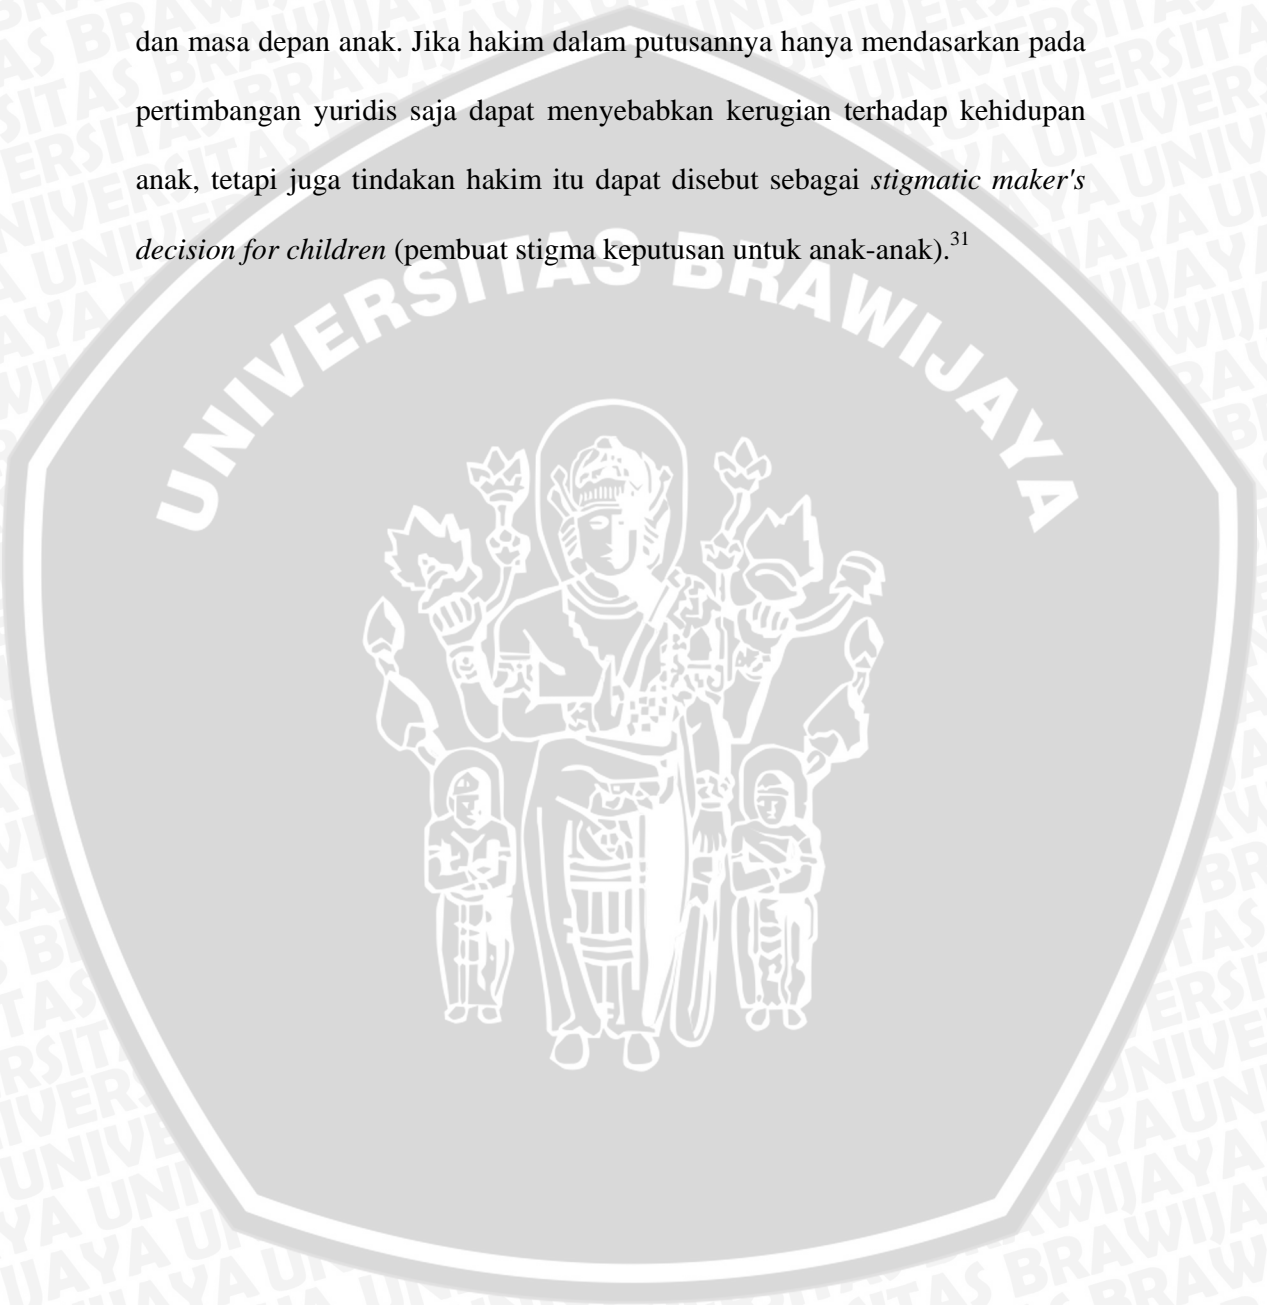 dan masa depan anak. Jika hakim dalam putusannya hanya mendasarkan pada
pertimbangan yuridis saja dapat menyebabkan kerugian terhadap kehidupan
anak, tetapi juga tindakan hakim itu dapat disebut sebagai stigmatic maker's
decision for children (pembuat stigma keputusan untuk anak-anak).31
UNIVERSITAS BRAWIJAYA